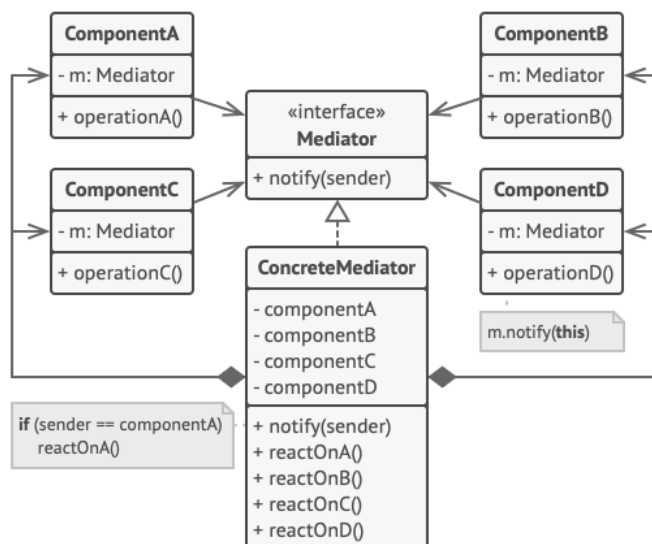 ComponentA
- m: Mediator
+ operationA()
ComponentB
- m: Mediator
+ operationB()
«interface»
Mediator
+ notify(sender)
ComponentC
- m: Mediator
+ operationC()
ComponentD
- m: Mediator
+ operationD()
m.notify(this)
ConcreteMediator
- componentA
- componentB
- componentC
- componentD
+ notify(sender)
+ reactOnA()
+ reactOnB()
+ reactOnC()
+ reactOnD()
if (sender == componentA)
reactOnA()